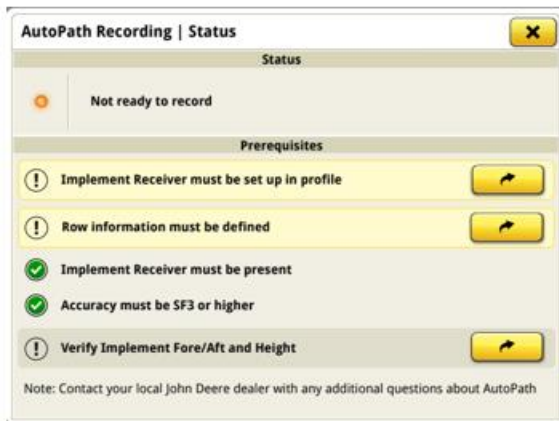 AutoPath Recording | Status
Status
Not ready to record
Prerequisites
Implement Receiver must be set up in profile
Row information must be defined
Implement Receiver must be present
Accuracy must be SF3 or higher
Verify Implement Fore/Aft and Height
Note: Contact your local John Deere dealer with any additional questions about AutoPath